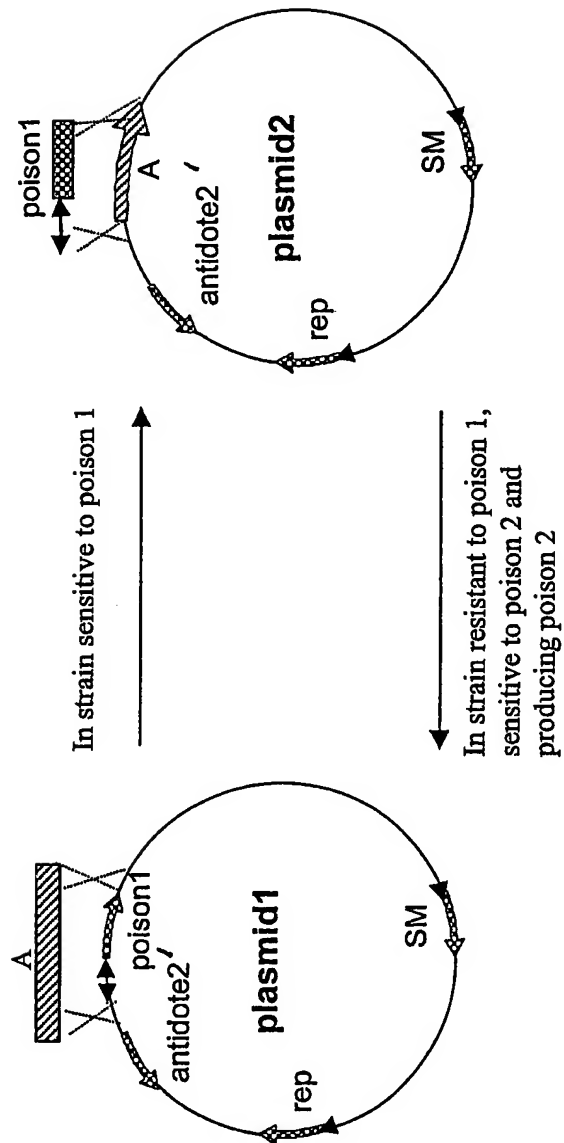 A
poison1
antidote2'
plasmid1
rep
SM
In strain sensitive to poison 1
In strain resistant to poison 1,
sensitive to poison 2 and
producing poison 2
poison1
A
antidote2 '
plasmid2
rep
SM